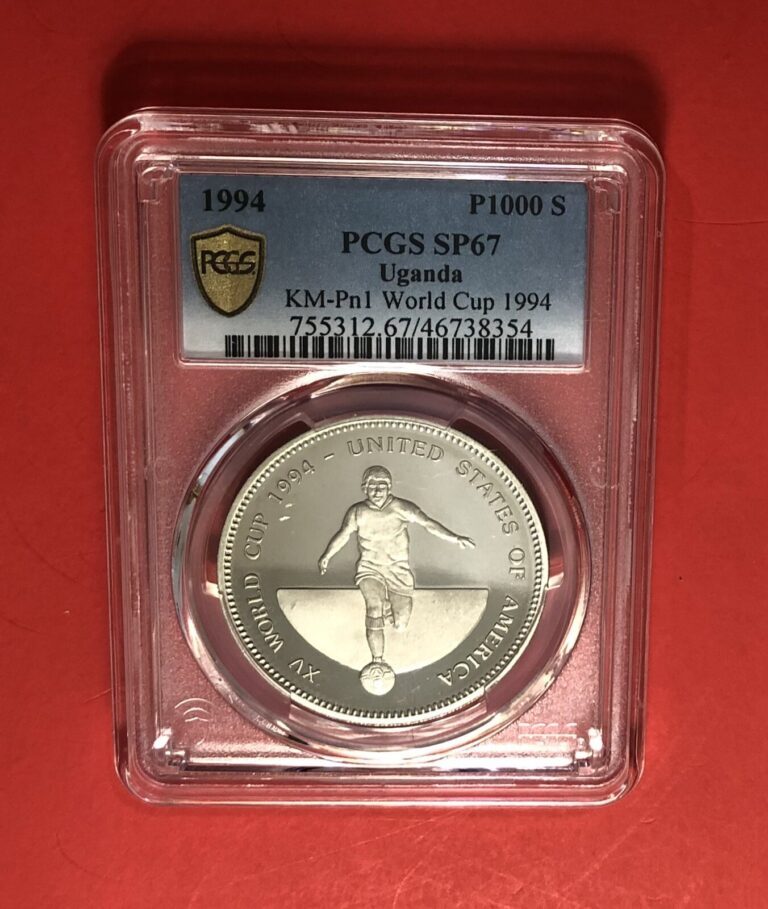 1994 P1000 S
PCGS
PCGS SP67
Uganda
KM-Pn1 World Cup 1994
755312.67/46738354
XV WORLD CUP 1994 - UNITED STATES OF AMERICA